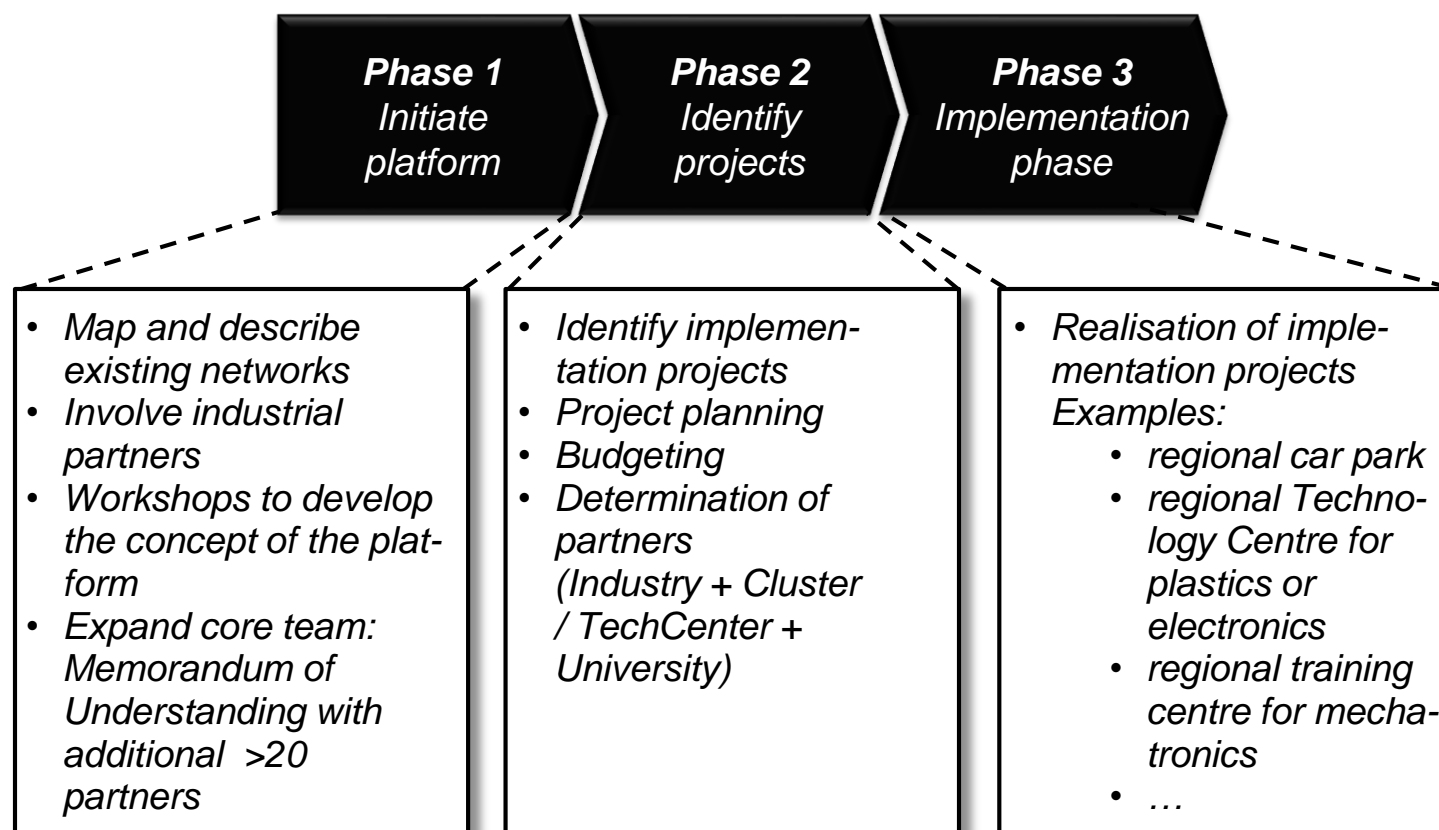 Phase 1
Initiate
platform
Phase 2
Identify
projects
Phase 3
Implementation
phase
• Map and describe
existing networks
• Involve industrial
partners
• Workshops to develop
the concept of the plat-
form
• Expand core team:
Memorandum of
Understanding with
additional >20
partners
• Identify implemen-
tation projects
• Project planning
• Budgeting
• Determination of
partners
(Industry + Cluster
/ TechCenter +
University)
• Realisation of imple-
mentation projects
Examples:
• regional car park
• regional Techno-
logy Centre for
plastics or
electronics
• regional training
centre for mecha-
tronics
• …